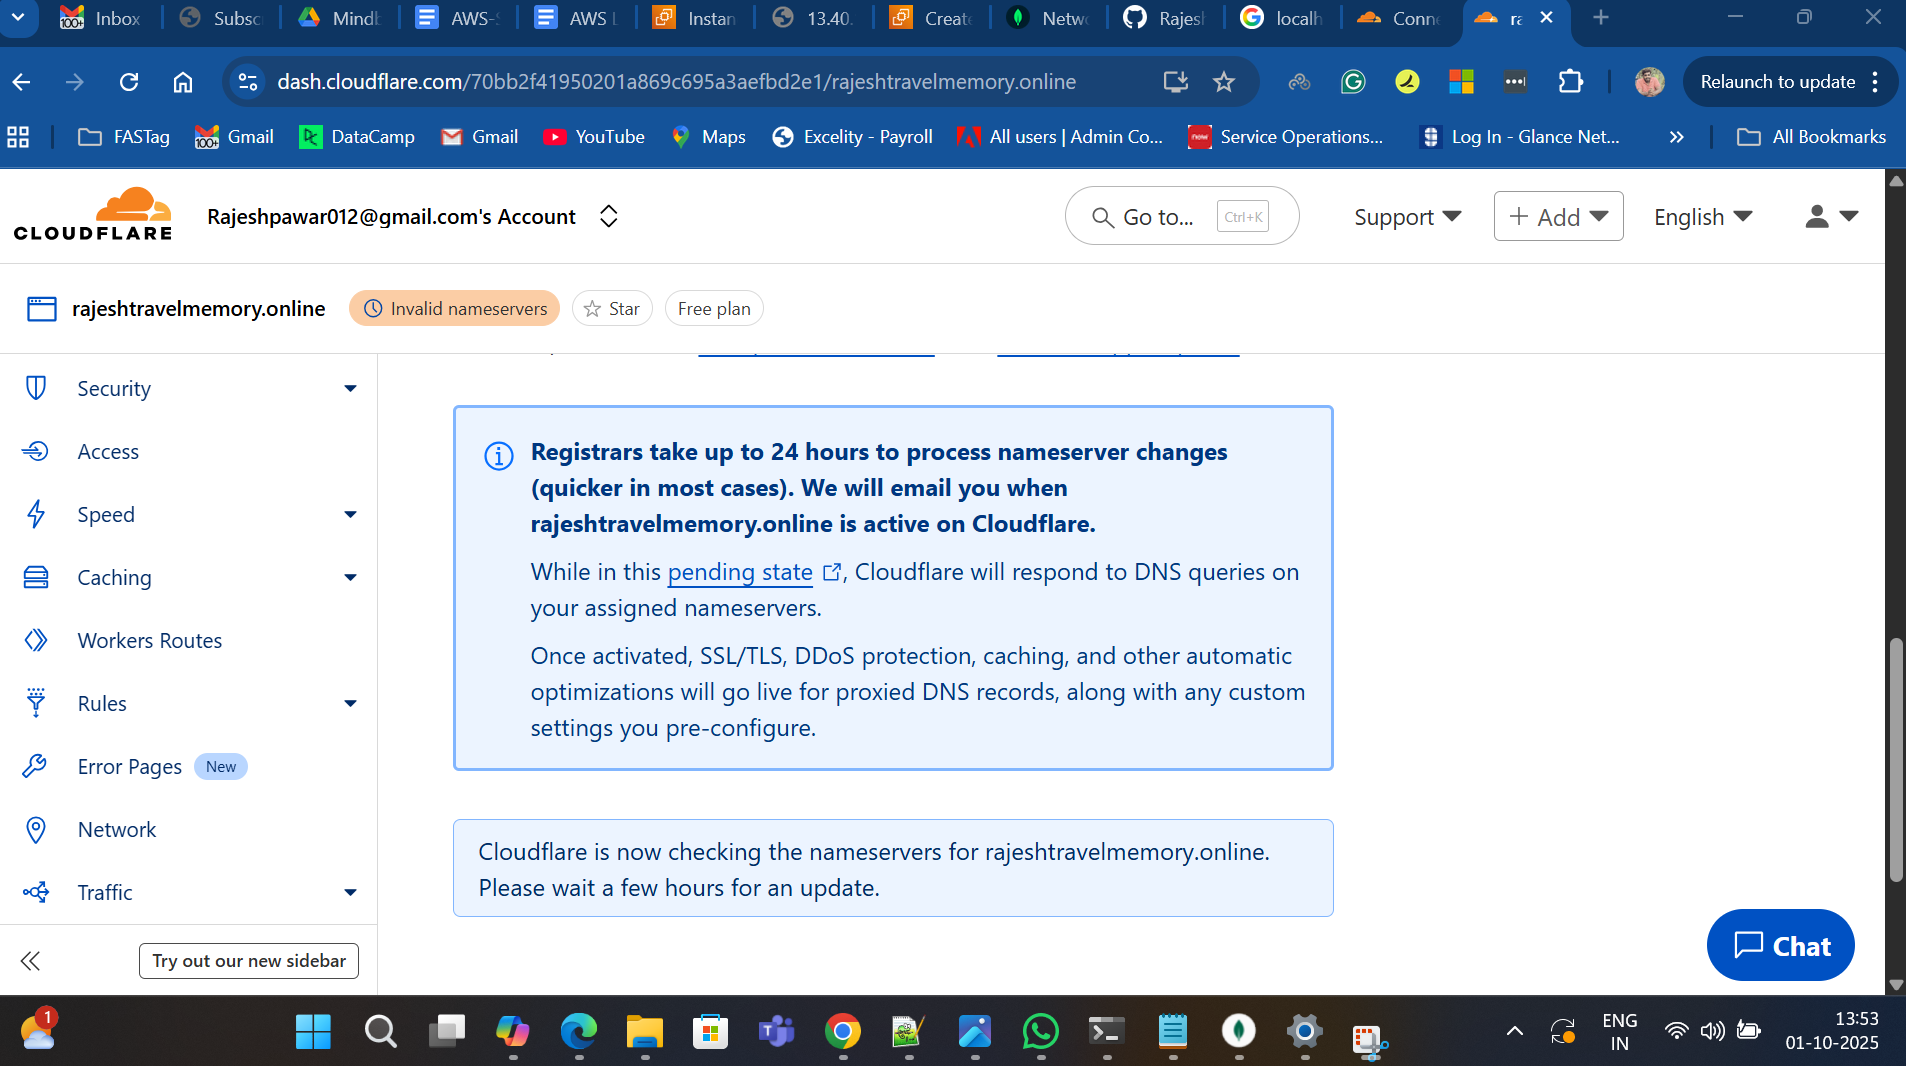 Inbox
Subsc
Mindb
AWS-S
AWS L
Instan
13.40.
Create
Netwo
Rajesh
localh
Conne
ra
dash.cloudflare.com/70bb2f41950201a869c695a3aefbd2e1/rajeshtravelmemory.online
Relaunch to update
FASTag
100+
Gmail
DataCamp
Gmail
YouTube
Maps
Excelity - Payroll
All users | Admin Co...
Service Operations...
Log In - Glance Net...
All Bookmarks
CLOUDFLARE
Rajeshpawar012@gmail.com's Account
Go to...
Ctrl+K
Support
+ Add
English
rajeshtravelmemory.online
Invalid nameservers
Star
Free plan
Security
Access
Speed
Caching
Workers Routes
Rules
Error Pages New
Network
Traffic
Try out our new sidebar
Registrars take up to 24 hours to process nameserver changes
(quicker in most cases). We will email you when
rajeshtravelmemory.online is active on Cloudflare.
While in this pending state, Cloudflare will respond to DNS queries on
your assigned nameservers.
Once activated, SSL/TLS, DDoS protection, caching, and other automatic
optimizations will go live for proxied DNS records, along with any custom
settings you pre-configure.
Cloudflare is now checking the nameservers for rajeshtravelmemory.online.
Please wait a few hours for an update.
Chat
1
ENG
IN
13:53
01-10-2025